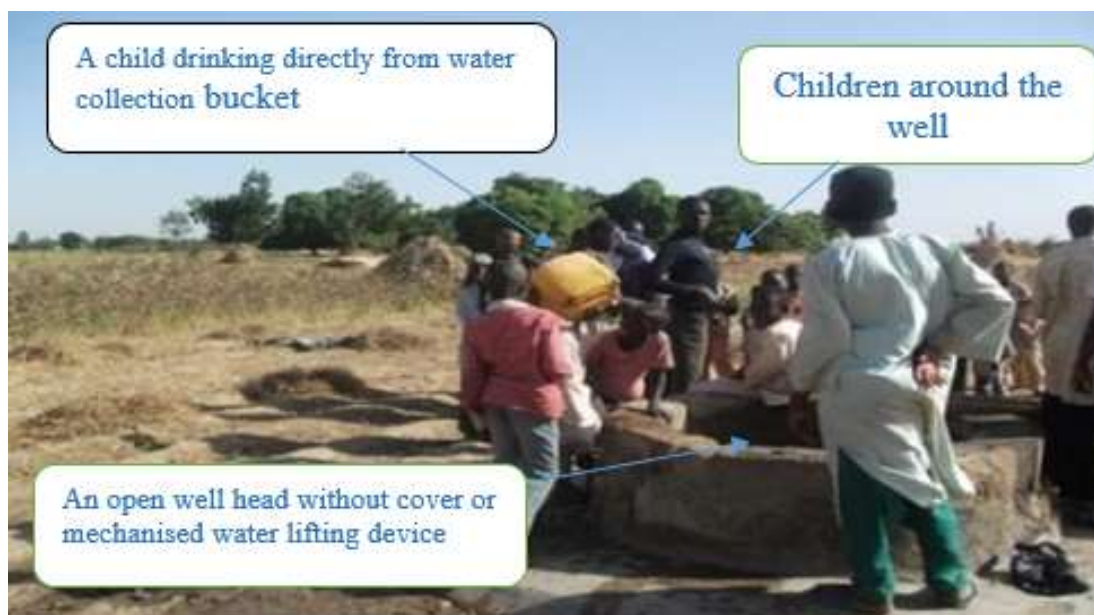 A child drinking directly from water
collection bucket
Children around the
well
An open well head without cover or
mechanised water lifting device